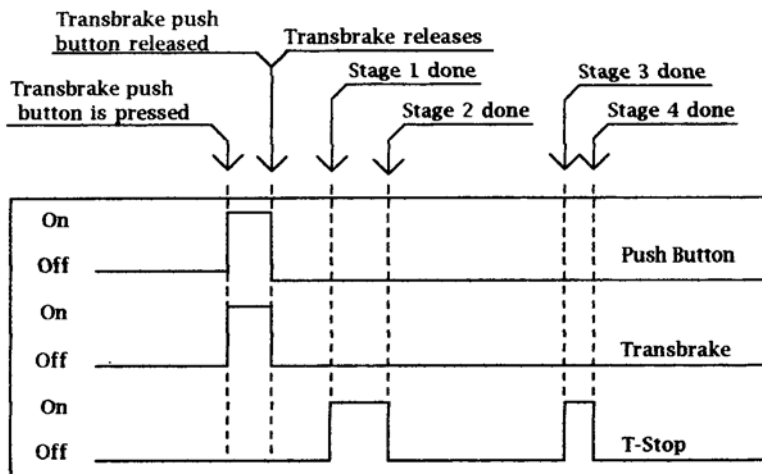 Transbrake push
button released
Transbrake releases
Transbrake push
button is pressed
Stage 1 done
Stage 2 done
Stage 3 done
Stage 4 done
On
Off
Push Button
On
Off
Transbrake
On
Off
T-Stop